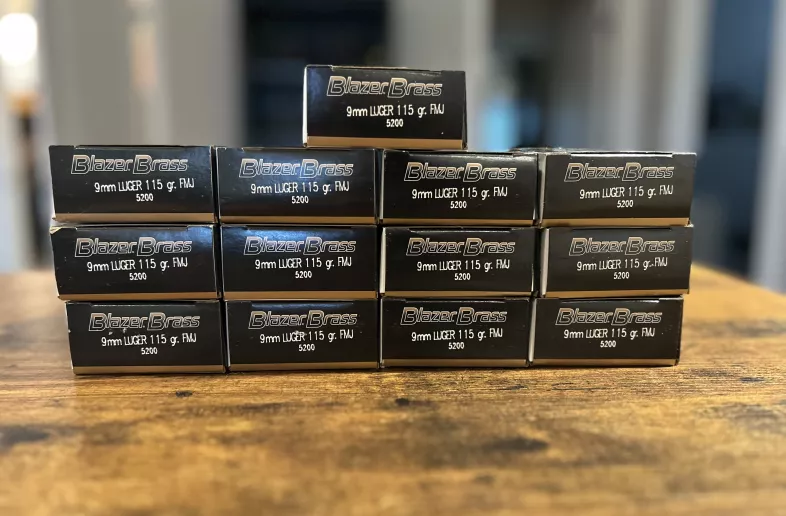 Blazer Brass
9mm LUGER 115 gr. FMJ
5200
Blazer Brass
9mm LUGER 115 gr. FMJ
5200
Blazer Brass
9mm LUGER 115 gr. FMJ
5200
Blazer Brass
9mm LUGER 115 gr. FMJ
5200
Blazer Brass
9mm LUGER 115 gr. FMJ
5200
Blazer Brass
9mm LUGER 115 gr. FMJ
5200
Blazer Brass
9mm LUGER 115 gr. FMJ
5200
Blazer Brass
9mm LUGER 115 gr. FMJ
5200
Blazer Brass
9mm LUGER 115 gr. FMJ
5200
Blazer Brass
9mm LUGER 115 gr. FMJ
5200
Blazer Brass
9mm LUGER 115 gr. FMJ
5200
Blazer Brass
9mm LUGER 115 gr. FMJ
5200
Blazer Brass
9mm LUGER 115 gr. FMJ
5200